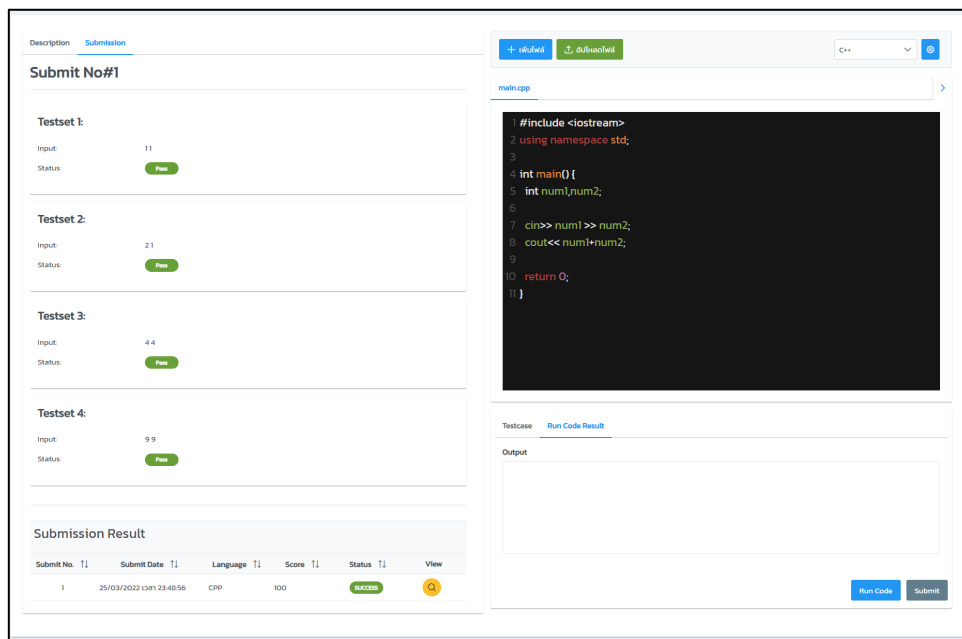 Description Submission
Submit No#1
Testset 1:
Input: 1 1
Status: Pass
Testset 2:
Input: 2 1
Status: Pass
Testset 3:
Input: 4 4
Status: Pass
Testset 4:
Input: 9 9
Status: Pass
Submission Result
Submit No. Submit Date Language Score Status View
1 25/03/2022 เวลา 23:48:56 CPP 100 SUCCESS
+ เพิ่มไฟล์ อัปโหลดไฟล์ C++
main.cpp
1 #include <iostream>
2 using namespace std;
3
4 int main() {
5 int num1,num2;
6
7 cin>> num1 >> num2;
8 cout<< num1+num2;
9
10 return 0;
11 }
Testcase Run Code Result
Output
Run Code Submit